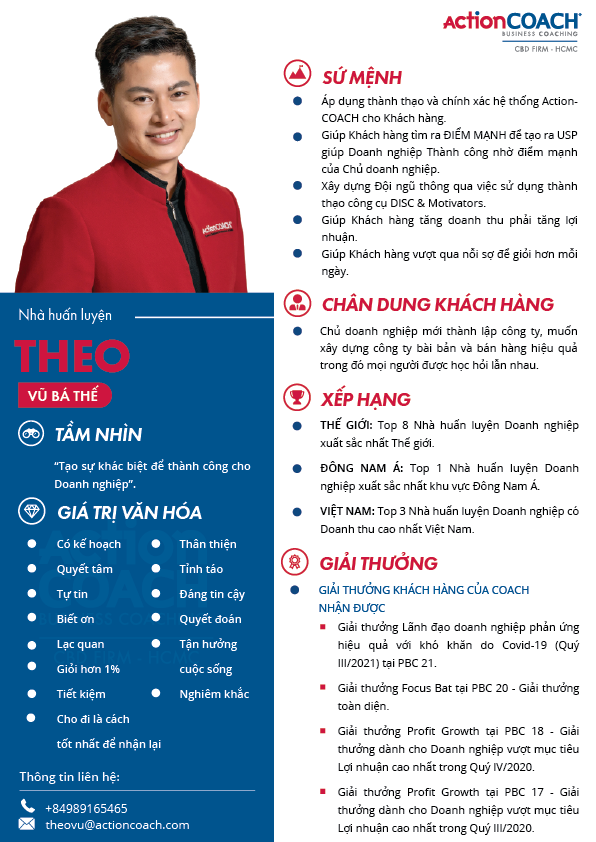 ActionCOACH
BUSINESS COACHING
CBD FIRM - HCMC
ActionCOACH
Nhà huấn luyện
THEO
VŨ BÁ THẾ
TẦM NHÌN
“Tạo sự khác biệt để thành công cho
Doanh nghiệp”.
GIÁ TRỊ VĂN HÓA
Có kế hoạch
Quyết tâm
Tự tin
Biết ơn
Lạc quan
Giỏi hơn 1%
Tiết kiệm
Cho đi là cách
tốt nhất để nhận lại
Thân thiện
Tỉnh táo
Đáng tin cậy
Quyết đoán
Tận hưởng
cuộc sống
Nghiêm khắc
Thông tin liên hệ:
+84989165465
theovu@actioncoach.com
SỨ MỆNH
Áp dụng thành thạo và chính xác hệ thống Action-
COACH cho Khách hàng.
Giúp Khách hàng tìm ra ĐIỂM MẠNH để tạo ra USP
giúp Doanh nghiệp Thành công nhờ điểm mạnh
của Chủ doanh nghiệp.
Xây dựng Đội ngũ thông qua việc sử dụng thành
thạo công cụ DISC & Motivators.
Giúp Khách hàng tăng doanh thu phải tăng lợi
nhuận.
Giúp Khách hàng vượt qua nỗi sợ để giỏi hơn mỗi
ngày.
CHÂN DUNG KHÁCH HÀNG
Chủ doanh nghiệp mới thành lập công ty, muốn
xây dựng công ty bài bản và bán hàng hiệu quả
trong đó mọi người được học hỏi lẫn nhau.
XẾP HẠNG
THẾ GIỚI: Top 8 Nhà huấn luyện Doanh nghiệp
xuất sắc nhất Thế giới.
ĐÔNG NAM Á: Top 1 Nhà huấn luyện Doanh
nghiệp xuất sắc nhất khu vực Đông Nam Á.
VIỆT NAM: Top 3 Nhà huấn luyện Doanh nghiệp có
Doanh thu cao nhất Việt Nam.
GIẢI THƯỞNG
GIẢI THƯỞNG KHÁCH HÀNG CỦA COACH
NHẬN ĐƯỢC
Giải thưởng Lãnh đạo doanh nghiệp phản ứng
hiệu quả với khó khăn do Covid-19 (Quý
III/2021) tại PBC 21.
Giải thưởng Focus Bat tại PBC 20 - Giải thưởng
toàn diện.
Giải thưởng Profit Growth tại PBC 18 - Giải
thưởng dành cho Doanh nghiệp vượt mục tiêu
Lợi nhuận cao nhất trong Quý IV/2020.
Giải thưởng Profit Growth tại PBC 17 - Giải
thưởng dành cho Doanh nghiệp vượt mục tiêu
Lợi nhuận cao nhất trong Quý III/2020.